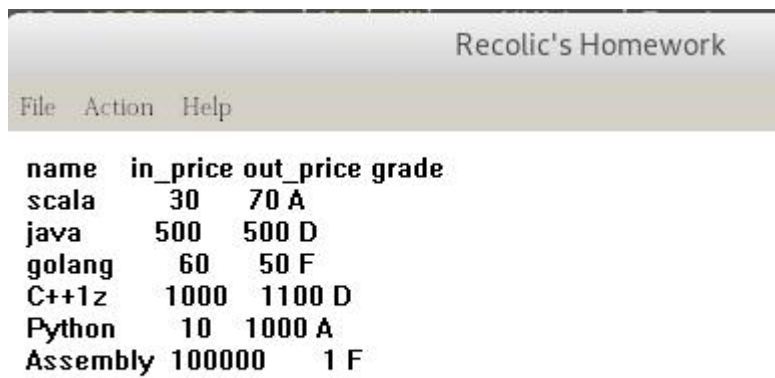 Recolic's Homework
File Action Help
name in_price out_price grade
scala 30 70 A
java 500 500 D
golang 60 50 F
C++1z 1000 1100 D
Python 10 1000 A
Assembly 100000 1 F